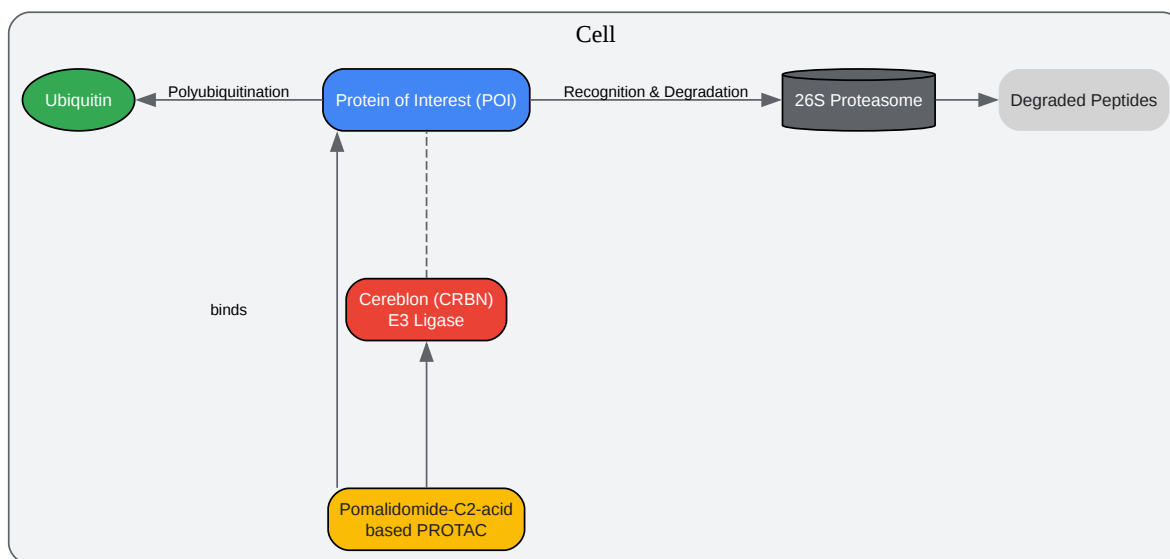 Cell
Ubiquitin
Polyubiquitination
Protein of Interest (POI)
Recognition & Degradation
26S Proteasome
Degraded Peptides
binds
Cereblon (CRBN)
E3 Ligase
Pomalidomide-C2-acid
based PROTAC